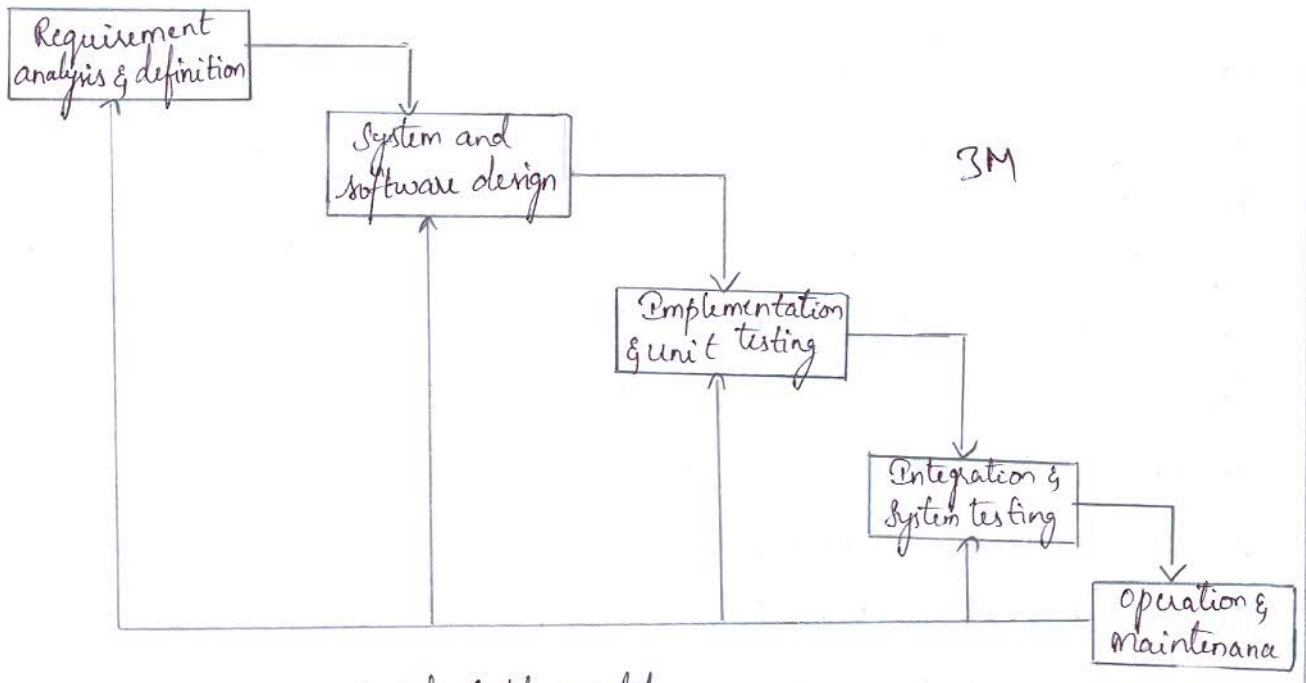 Requirement
analysis & definition
System and
software design
3M
Implementation
& unit testing
Integration &
System testing
Operation &
Maintenance